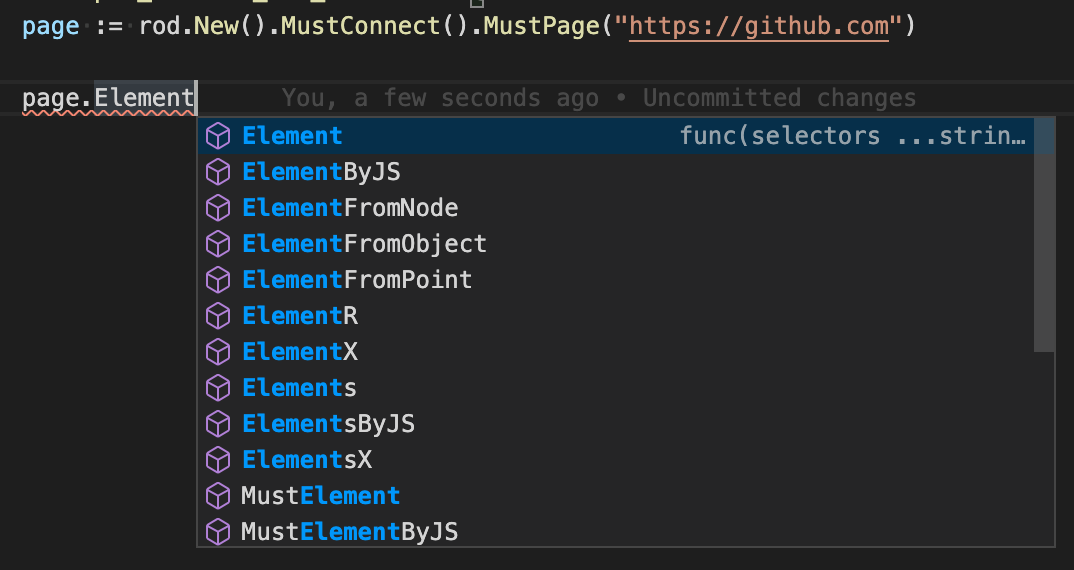 page := rod.New().MustConnect().MustPage("https://github.com")
page.Element You, a few seconds ago • Uncommitted changes
Element func(selectors ...strin…
ElementByJS
ElementFromNode
ElementFromObject
ElementFromPoint
ElementR
ElementX
Elements
ElementsByJS
ElementsX
MustElement
MustElementByJS